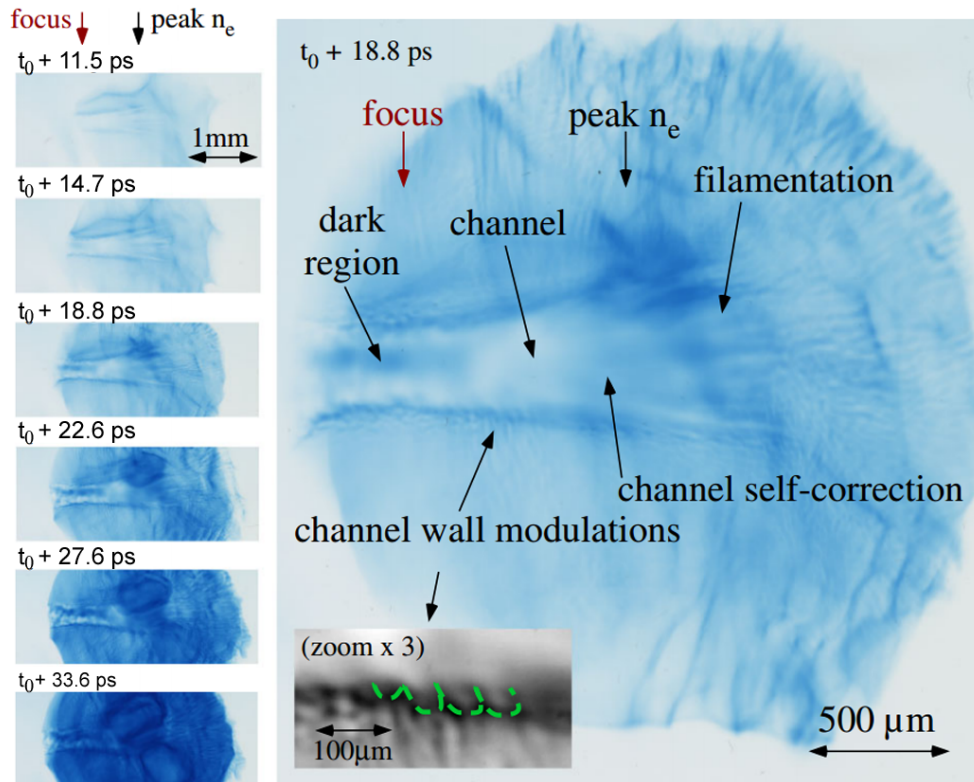 focus
peak nₑ
t₀ + 11.5 ps
1mm
t₀ + 14.7 ps
t₀ + 18.8 ps
t₀ + 22.6 ps
t₀ + 27.6 ps
t₀ + 33.6 ps
t₀ + 18.8 ps
focus
peak nₑ
filamentation
dark
region
channel
channel self-correction
channel wall modulations
(zoom x 3)
100μm
500 μm